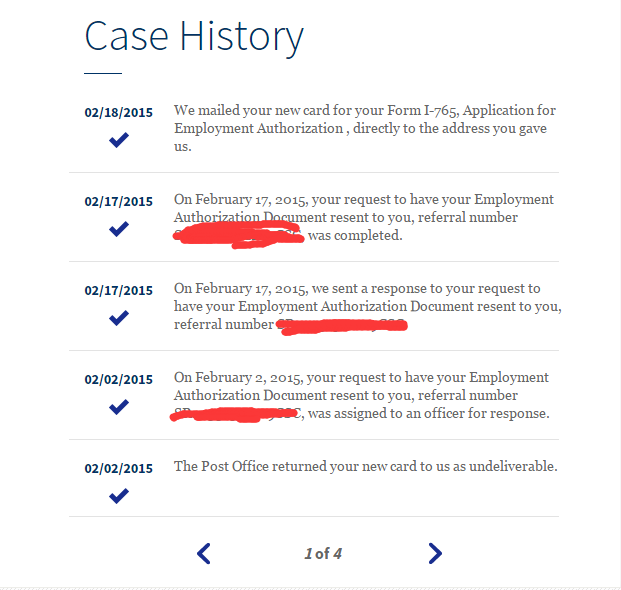 Case History
02/18/2015
We mailed your new card for your Form I-765, Application for
Employment Authorization , directly to the address you gave
us.
02/17/2015
On February 17, 2015, your request to have your Employment
Authorization Document resent to you, referral number
, was completed.
02/17/2015
On February 17, 2015, we sent a response to your request to
have your Employment Authorization Document resent to you,
referral number
02/02/2015
On February 2, 2015, your request to have your Employment
Authorization Document resent to you, referral number
, was assigned to an officer for response.
02/02/2015
The Post Office returned your new card to us as undeliverable.
1 of 4